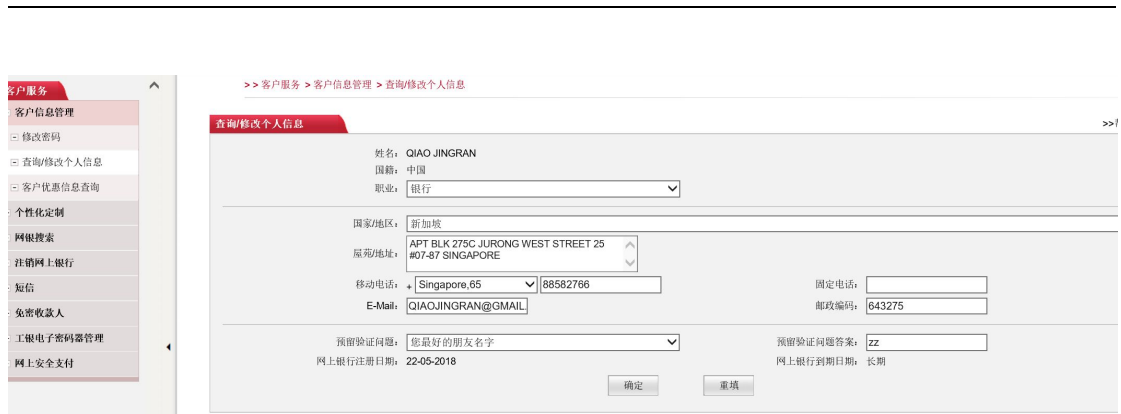 >> 客户服务 > 客户信息管理 > 查询/修改个人信息
客户服务
客户信息管理
修改密码
查询/修改个人信息
客户优惠信息查询
个性化定制
网银搜索
注销网上银行
短信
免密收款人
工银电子密码器管理
网上安全支付
查询/修改个人信息
>>
姓名: QIAO JINGRAN
国籍: 中国
职业: 银行
国家/地区: 新加坡
屋苑/地址: APT BLK 275C JURONG WEST STREET 25
#07-87 SINGAPORE
移动电话: + Singapore,65 88582766 固定电话:
E-Mail: QIAOJINGRAN@GMAIL. 邮政编码: 643275
预留验证问题: 您最好的朋友名字 预留验证问题答案: zz
网上银行注册日期: 22-05-2018 网上银行到期日期: 长期
确定 重填